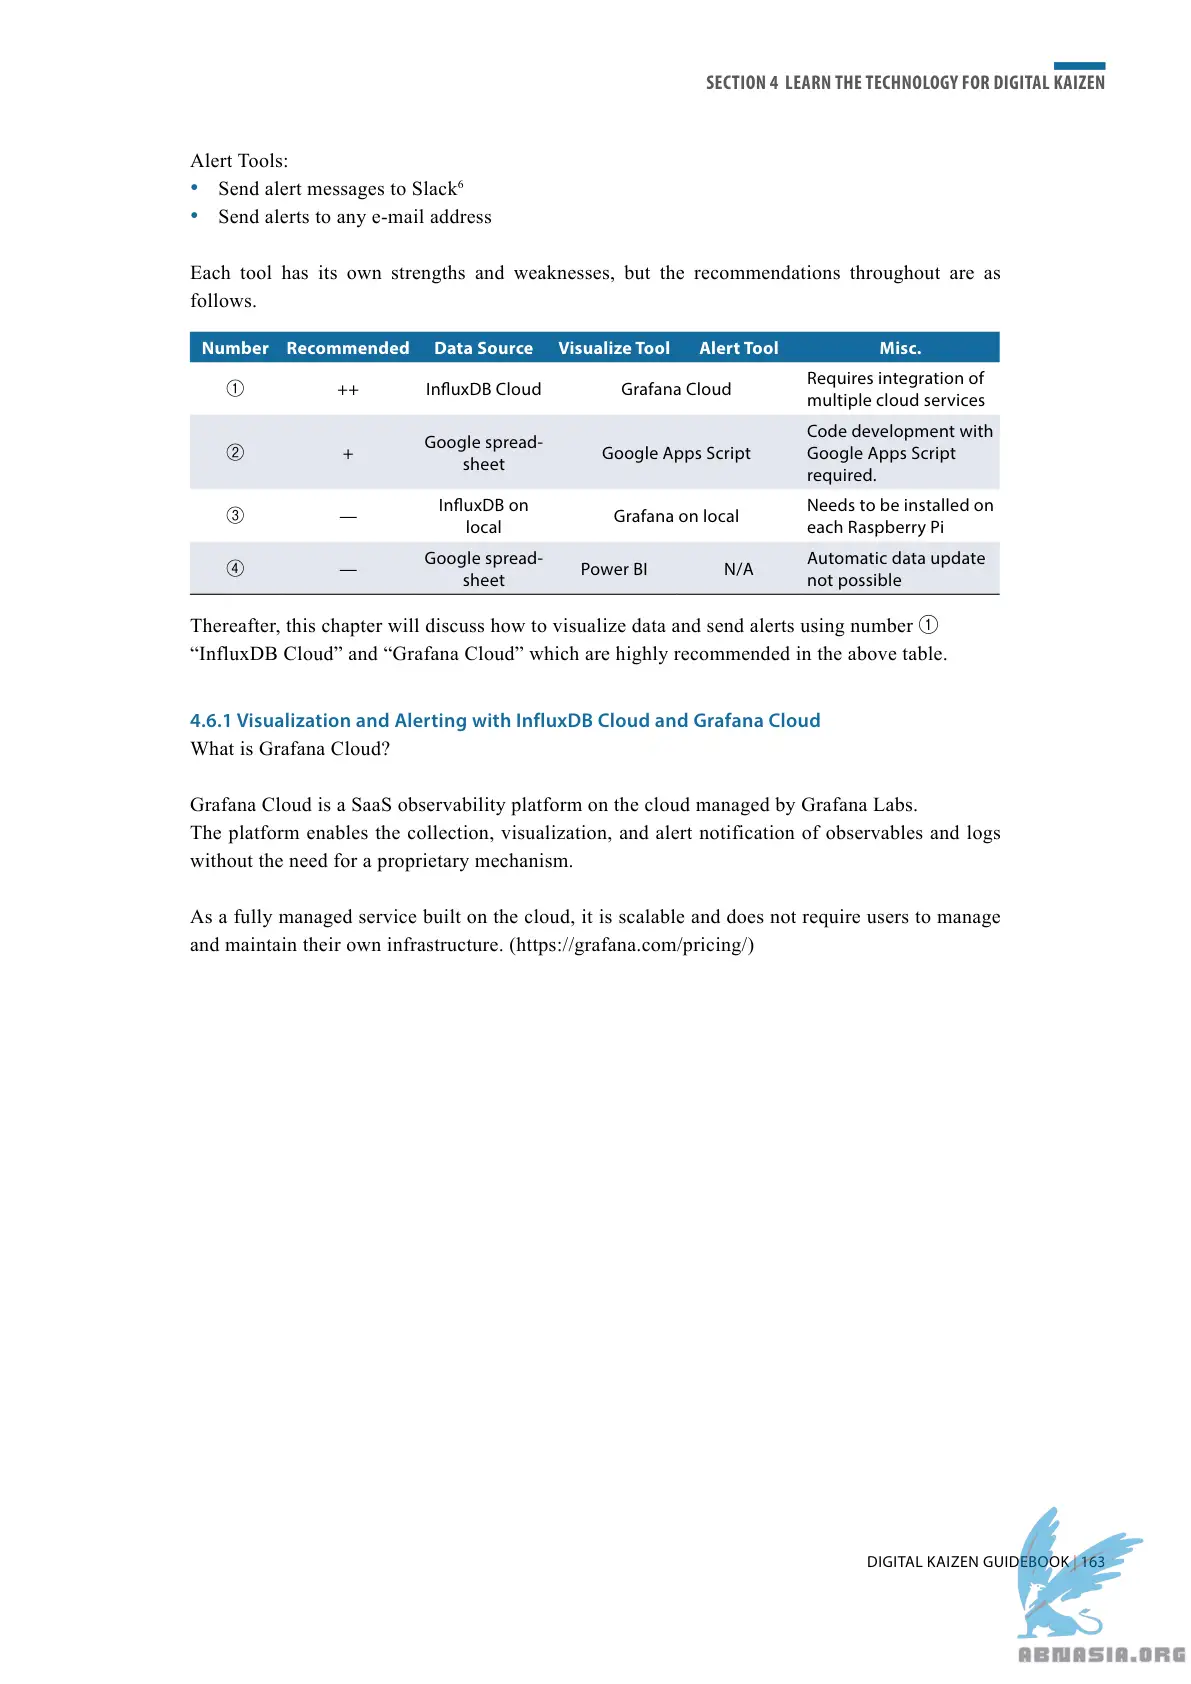 SECTION 4 LEARN THE TECHNOLOGY FOR DIGITAL KAIZEN
Alert Tools:
• Send alert messages to Slack⁶
• Send alerts to any e-mail address
Each tool has its own strengths and weaknesses, but the recommendations throughout are as
follows.
Number Recommended Data Source Visualize Tool Alert Tool Misc.
① ++ InfluxDB Cloud Grafana Cloud Requires integration of
multiple cloud services
② + Google spread-
sheet Google Apps Script Code development with
Google Apps Script
required.
③ — InfluxDB on
local Grafana on local Needs to be installed on
each Raspberry Pi
④ — Google spread-
sheet Power BI N/A Automatic data update
not possible
Thereafter, this chapter will discuss how to visualize data and send alerts using number ①
“InfluxDB Cloud” and “Grafana Cloud” which are highly recommended in the above table.
4.6.1 Visualization and Alerting with InfluxDB Cloud and Grafana Cloud
What is Grafana Cloud?
Grafana Cloud is a SaaS observability platform on the cloud managed by Grafana Labs.
The platform enables the collection, visualization, and alert notification of observables and logs
without the need for a proprietary mechanism.
As a fully managed service built on the cloud, it is scalable and does not require users to manage
and maintain their own infrastructure. (https://grafana.com/pricing/)
DIGITAL KAIZEN GUIDEBOOK | 163
ABNASIA.ORG